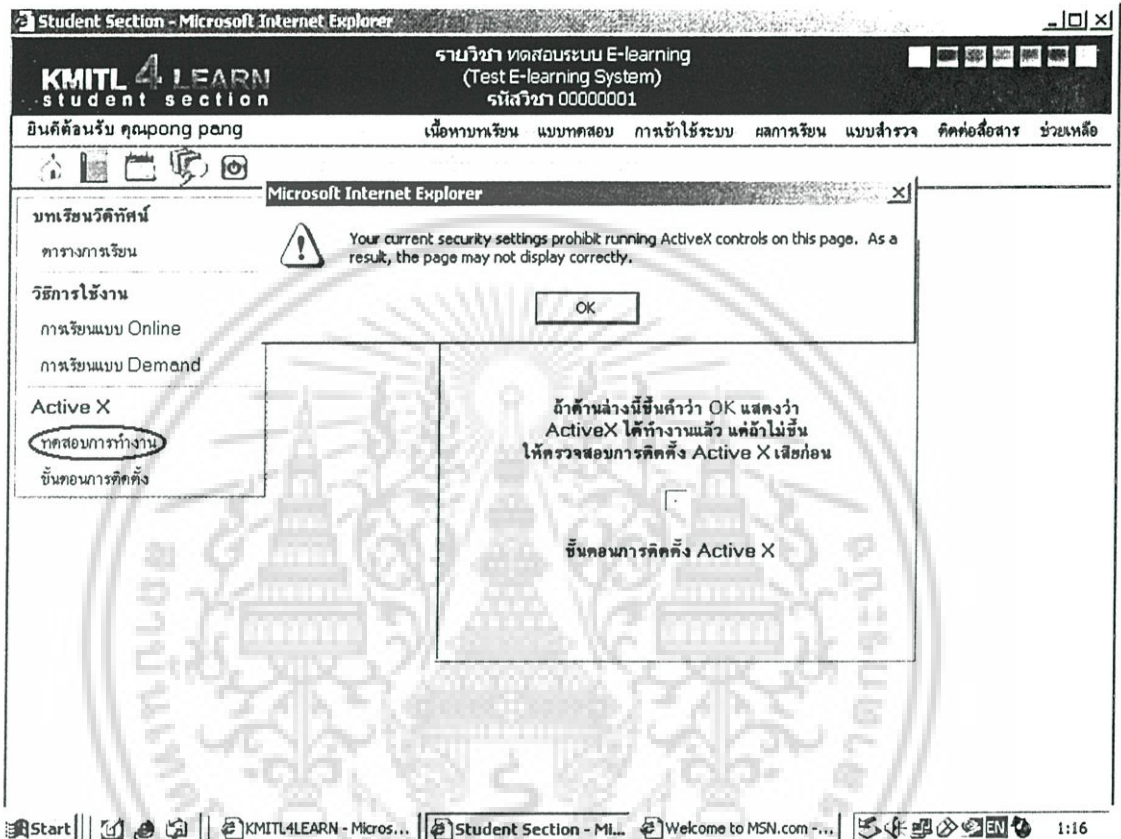 Student Section - Microsoft Internet Explorer
KMITL 4 LEARN
student section
รายวิชา ทดสอบระบบ E-learning
(Test E-learning System)
รหัสวิชา 00000001
ยินดีต้อนรับ คุณpong pang
เนื้อหาบทเรียน แบบทดสอบ การเข้าใช้ระบบ ผลการเรียน แบบสำรวจ ติดต่อสื่อสาร ช่วยเหลือ
บทเรียนวีดิทัศน์
ตารางการเรียน
วิธีการใช้งาน
การเรียนแบบ Online
การเรียนแบบ Demand
Active X
ทดสอบการทำงาน
ขั้นตอนการติดตั้ง
Microsoft Internet Explorer
Your current security settings prohibit running ActiveX controls on this page. As a
result, the page may not display correctly.
OK
ถ้าด้านล่างนี้ขึ้นคำว่า OK แสดงว่า
ActiveX ได้ทำงานแล้ว แต่ถ้าไม่ขึ้น
ให้ตรวจสอบการติดตั้ง Active X เสียก่อน
ขั้นตอนการติดตั้ง Active X
Start KMITL4LEARN - Micros... Student Section - Mi... Welcome to MSN.com -... EN 1:16